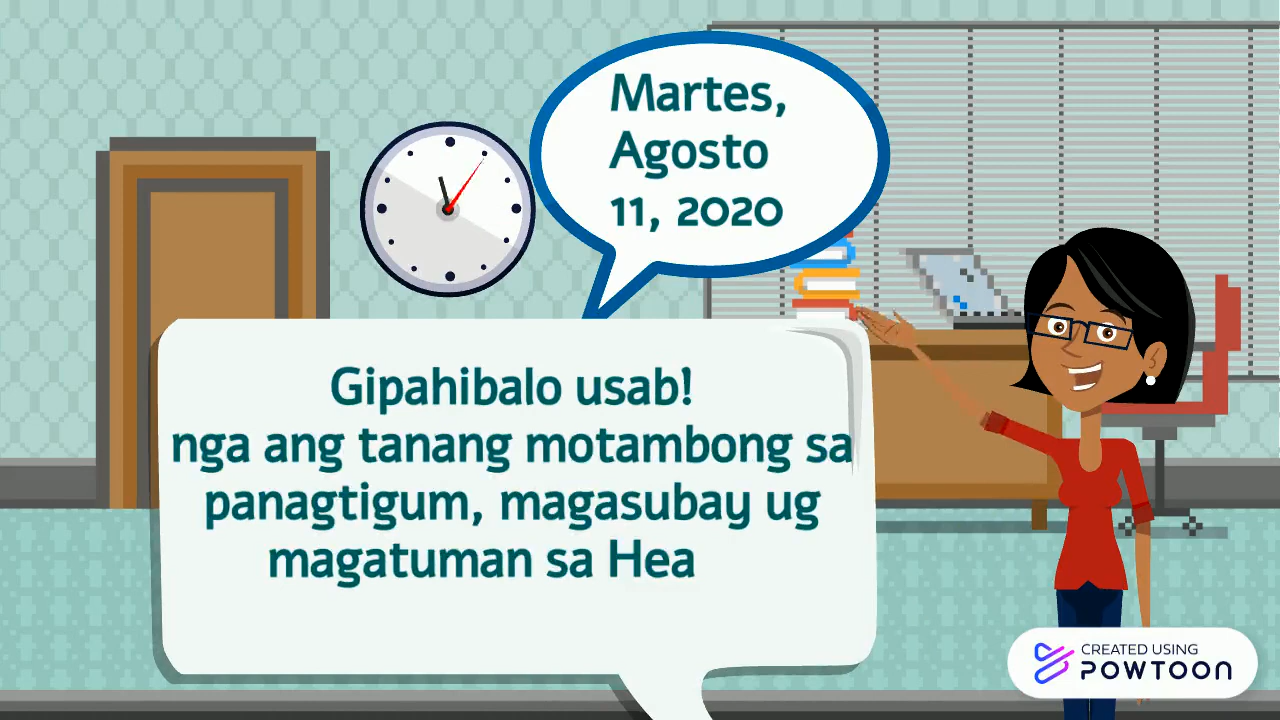 Martes,
Agosto
11, 2020
Gipahibalo usab!
nga ang tanang motambong sa
panagtigum, magasubay ug
magatuman sa Hea
CREATED USING
POWTOON